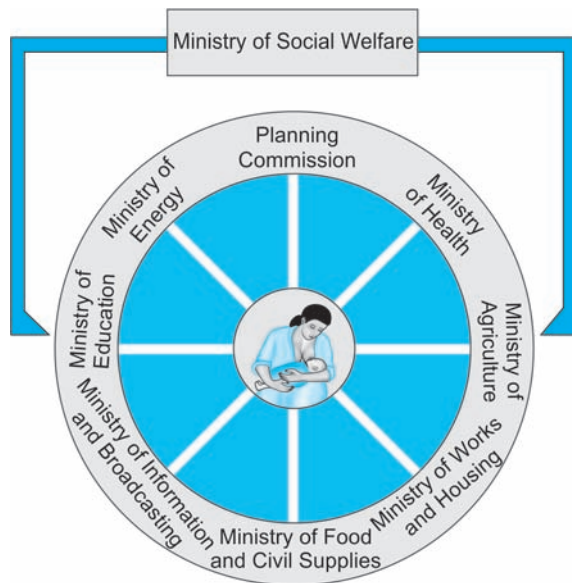 Ministry of Social Welfare
Planning
Commission
Ministry
of Health
Ministry of
Agriculture
Ministry of Works
and Housing
Ministry of Food
and Civil Supplies
Ministry of Information
and Broadcasting
Ministry of
Education
Ministry of
Energy